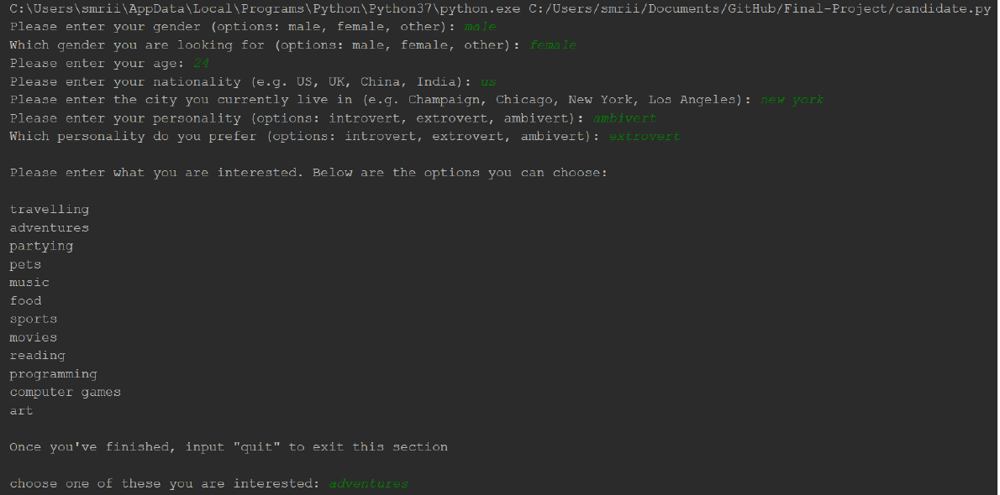 C:\Users\smrii\AppData\Local\Programs\Python\Python37\python.exe C:/Users/smrii/Documents/GitHub/Final-Project/candidate.py
Please enter your gender (options: male, female, other): male
Which gender you are looking for (options: male, female, other): female
Please enter your age: 24
Please enter your nationality (e.g. US, UK, China, India): us
Please enter the city you currently live in (e.g. Champaign, Chicago, New York, Los Angeles): new york
Please enter your personality (options: introvert, extrovert, ambivert): ambivert
Which personality do you prefer (options: introvert, extrovert, ambivert): extrovert
Please enter what you are interested. Below are the options you can choose:
travelling
adventures
partying
pets
music
food
sports
movies
reading
programming
computer games
art
Once you've finished, input "quit" to exit this section
choose one of these you are interested: adventures